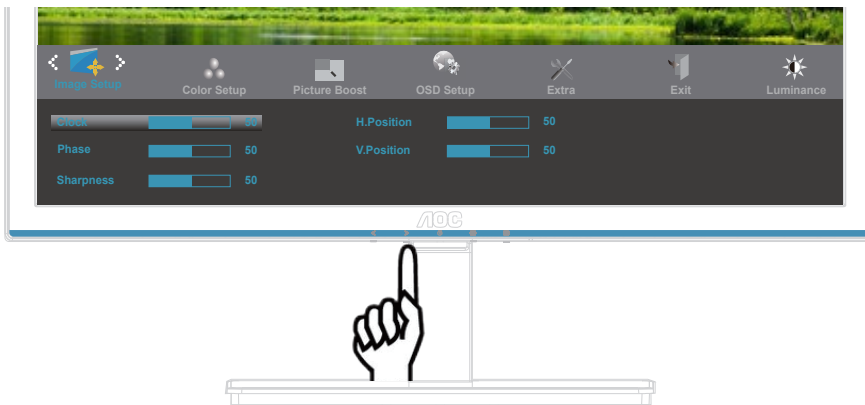 Image Setup Color Setup Picture Boost OSD Setup Extra Exit Luminance
Clock 50 H.Position 50
Phase 50 V.Position 50
Sharpness 50
AOC